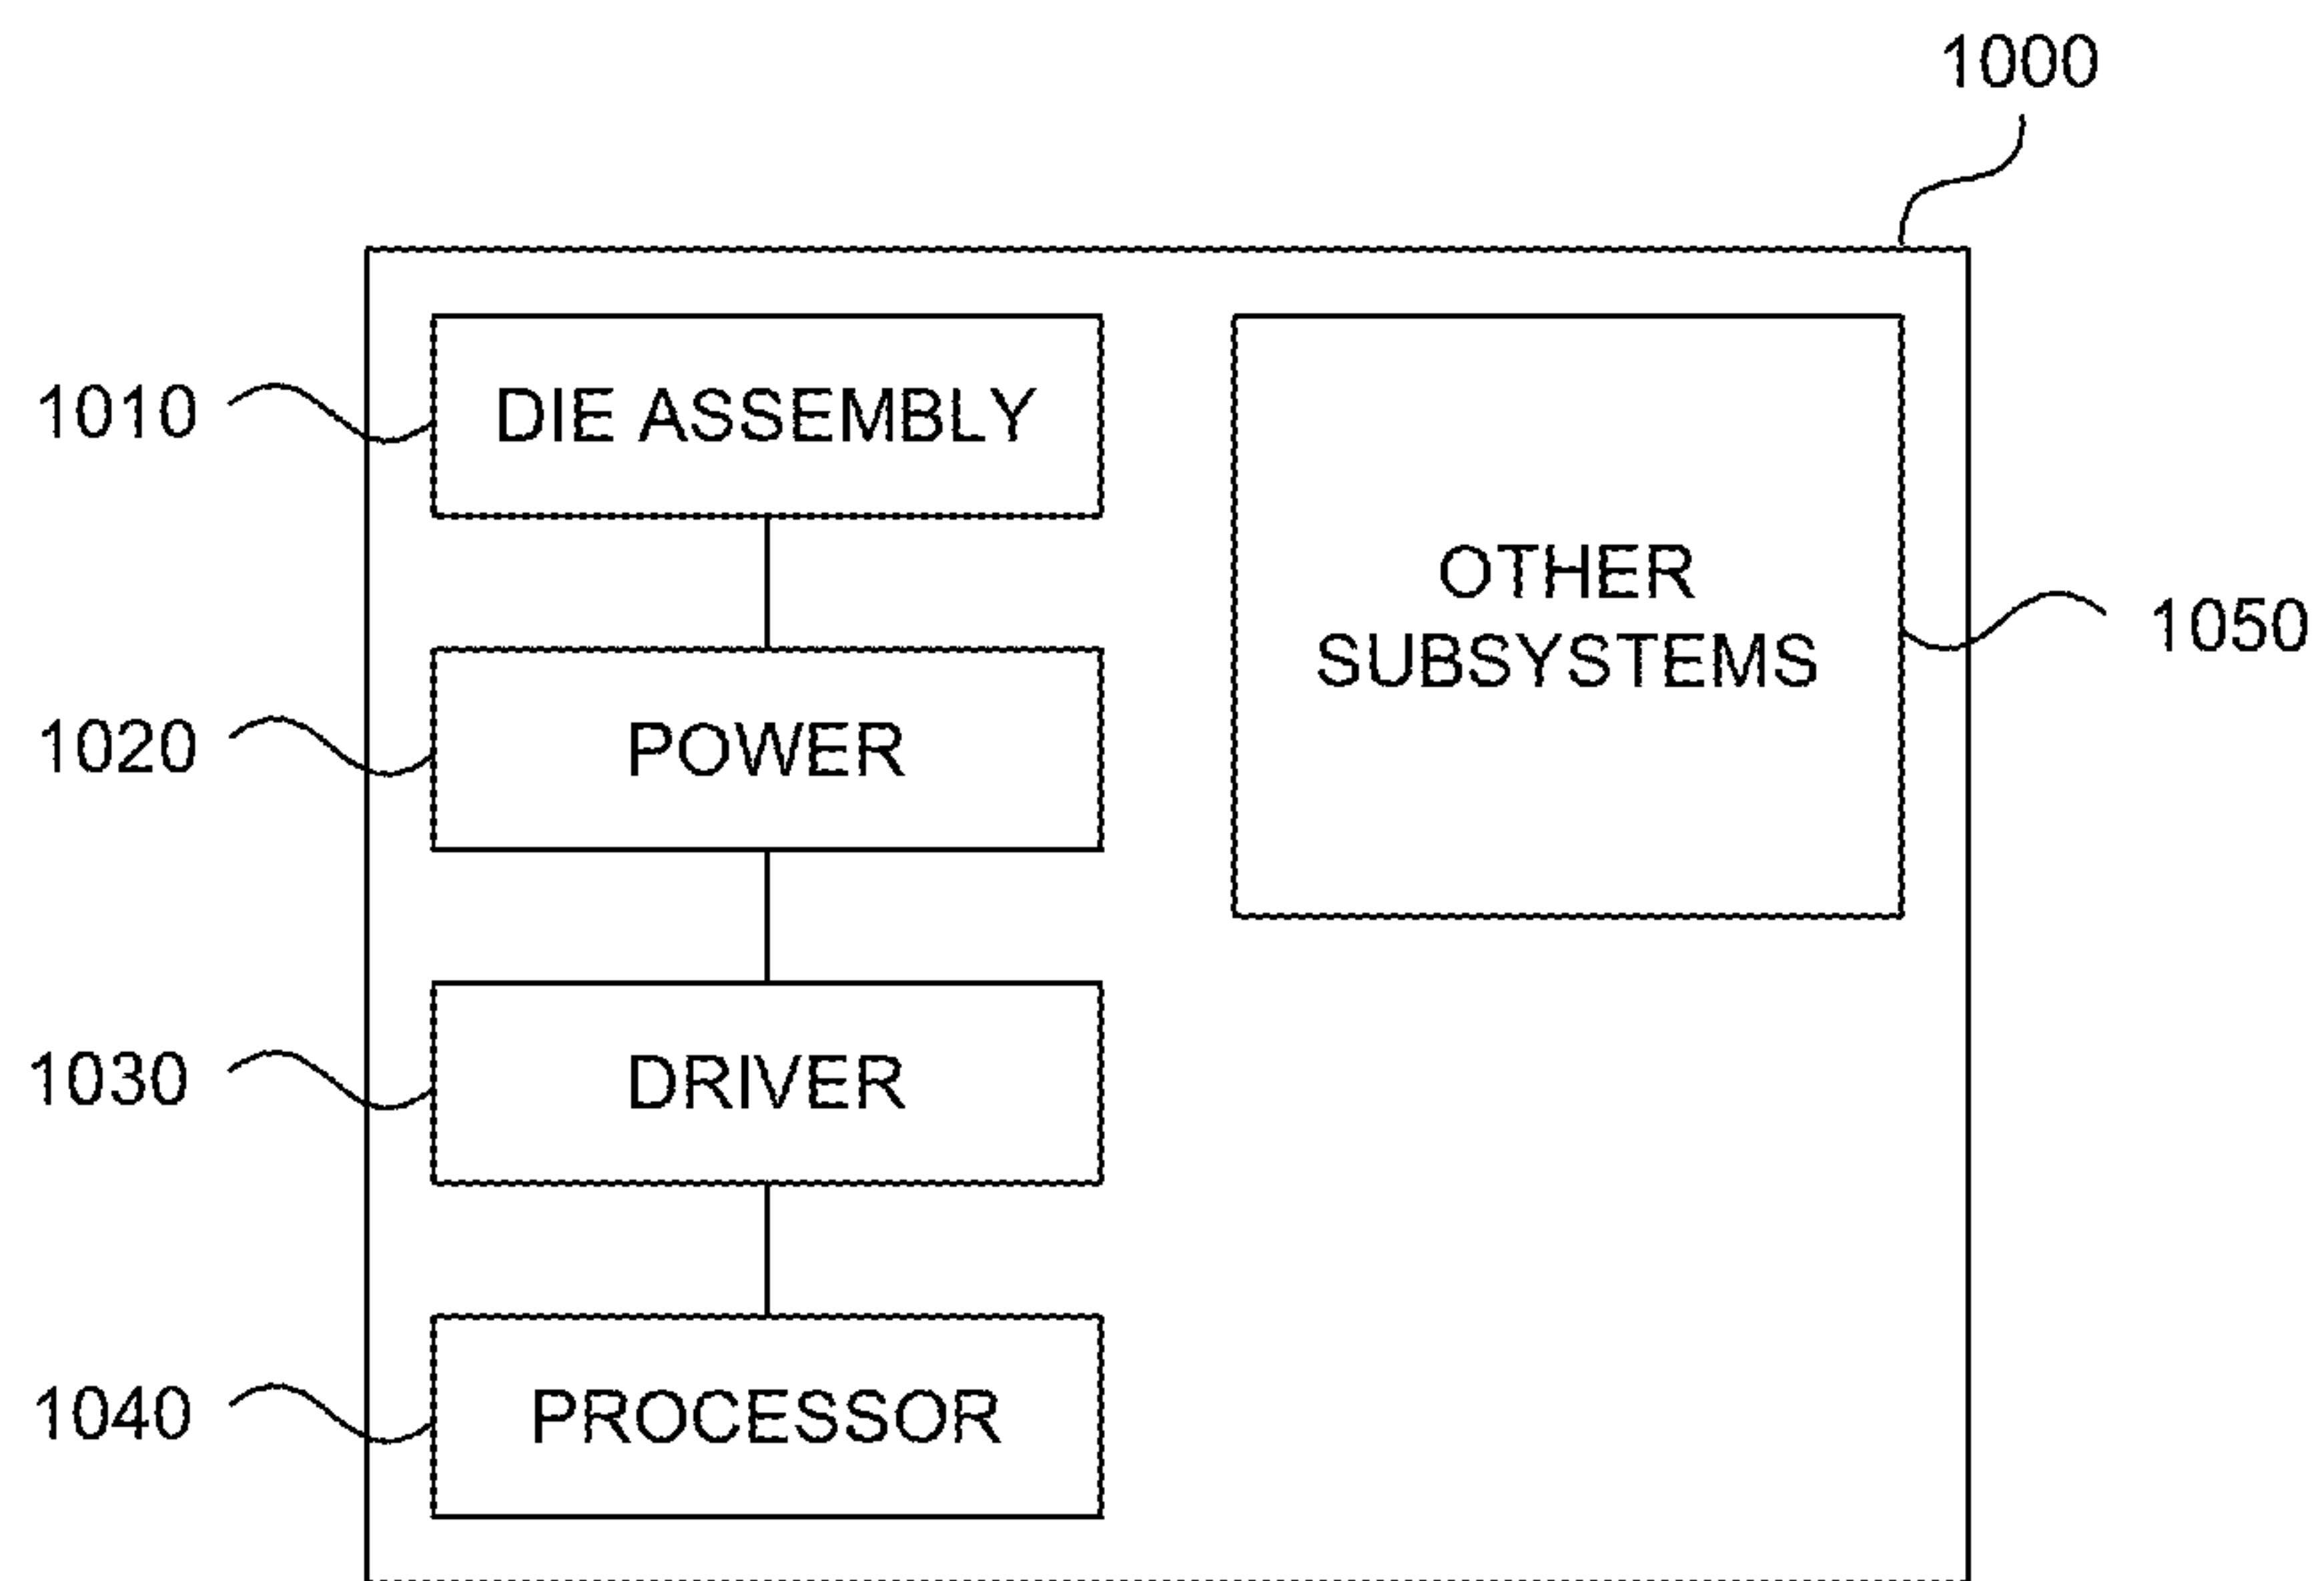 1000
1010
DIE ASSEMBLY
OTHER
SUBSYSTEMS
1050
1020
POWER
1030
DRIVER
1040
PROCESSOR